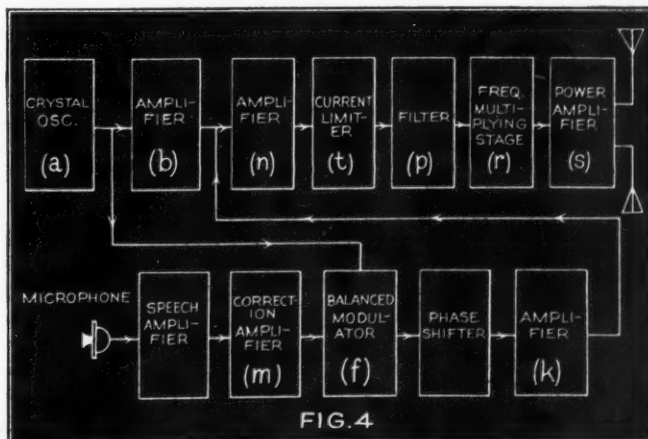 CRYSTAL
OSC.
(a)
AMPLI-
FIER
(b)
AMPLI-
FIER
(n)
CURRENT
LIMIT-
ER
(t)
FILTER
(p)
FREQ.
MULTI-
PLYING
STAGE
(r)
POWER
AMPLI-
FIER
(s)
MICROPHONE
SPEECH
AMPLI-
FIER
CORRECT-
ION
AMPLI-
FIER
(m)
BALANCED
MODUL-
ATOR
(f)
PHASE
SHIFTER
AMPLI-
FIER
(k)
FIG.4